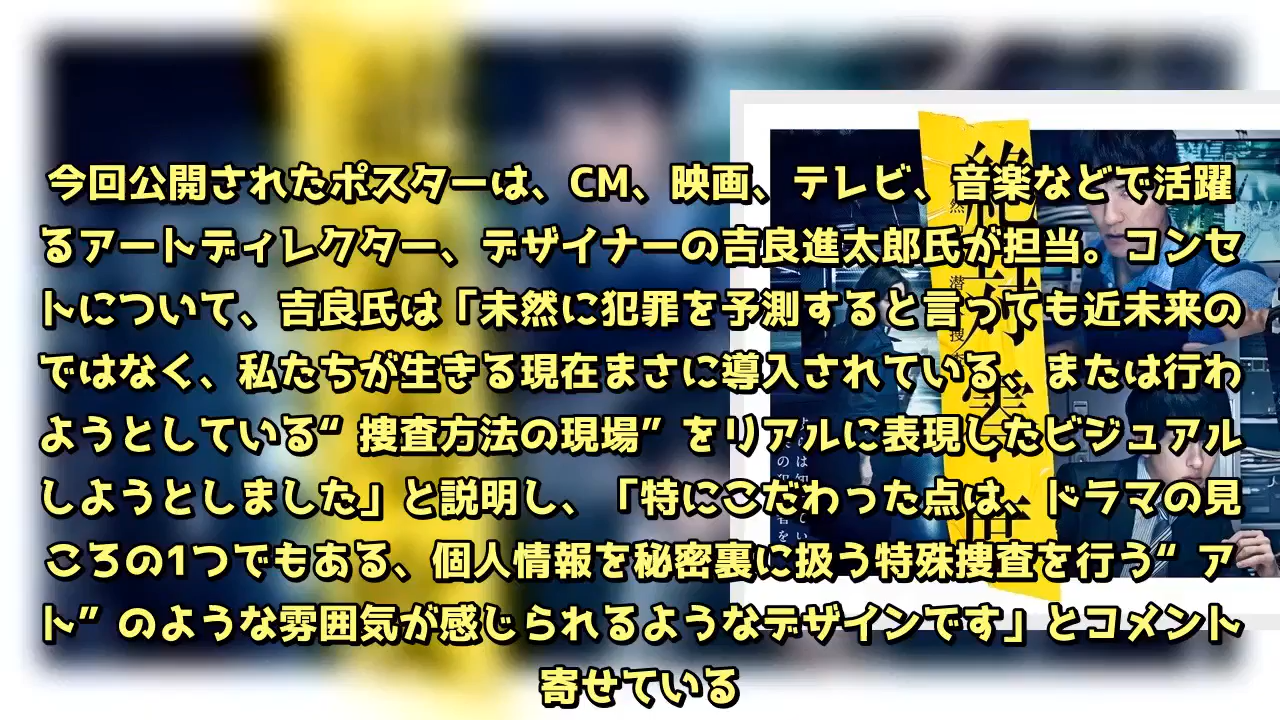 今回公開されたポスターは、CM、映画、テレビ、音楽などで活躍
るアートディレクター、デザイナーの吉良進太郎氏が担当。コンセ
トについて、吉良氏は「未然に犯罪を予測すると言っても近未来の
ではなく、私たちが生きる現在まさに導入されている、または行わ
ようとしている“捜査方法の現場”をリアルに表現したビジュアル
しようとしました」と説明し、「特にこだわった点は、ドラマの見
ころの1つでもある、個人情報を秘密裏に扱う特殊捜査を行う“ア
ト”のような雰囲気が感じられるようなデザインです」とコメント
寄せている